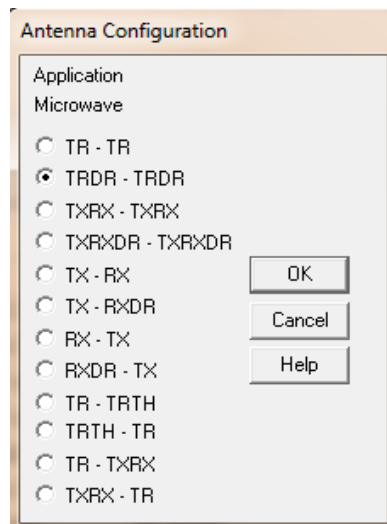 Antenna Configuration
Application
Microwave
TR - TR
TRDR - TRDR
TXRX - TXRX
TXRXDR - TXRXDR
TX - RX
TX - RXDR
RX - TX
RXDR - TX
TR - TRTH
TRTH - TR
TR - TXRX
TXRX - TR
OK
Cancel
Help